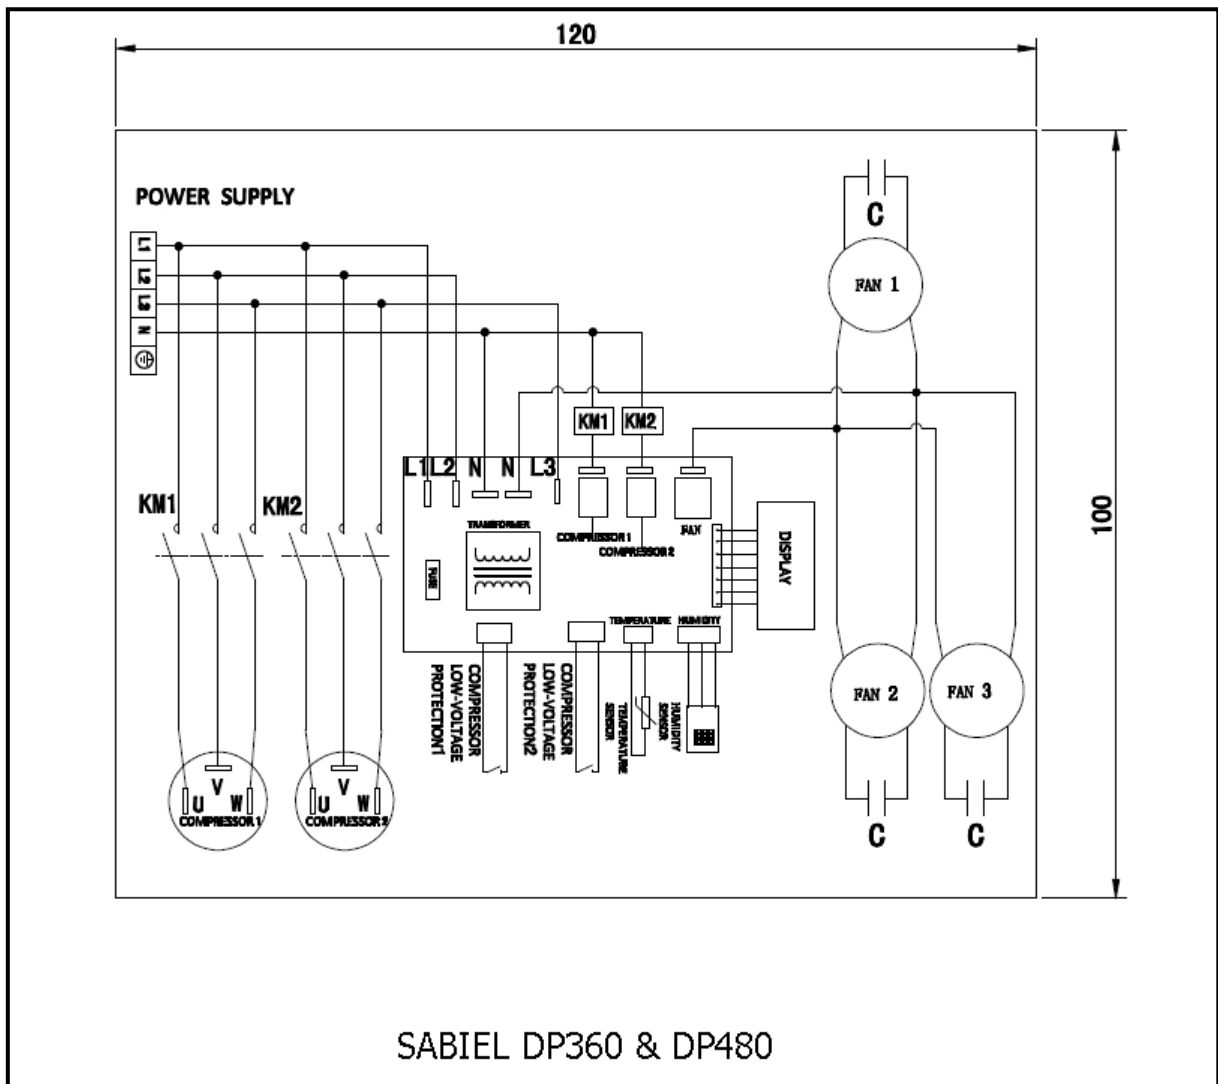 120
POWER SUPPLY
L1
L2
L3
N
C
FAN 1
KM1
KM2
L1 L2 N N L3
KM1
KM2
TRANSFORMER
COMPRESSOR 1
COMPRESSOR 2
FAN
FUSE
DISPLAY
100
TEMPERATURE
HUMIDITY
COMPRESSOR
LOW-VOLTAGE
PROTECTION1
COMPRESSOR
LOW-VOLTAGE
PROTECTION2
TEMPERATURE
SENSOR
HUMIDITY
SENSOR
FAN 2
FAN 3
U
V
W
COMPRESSOR 1
U
V
W
COMPRESSOR 2
C
C
SABIEL DP360 & DP480